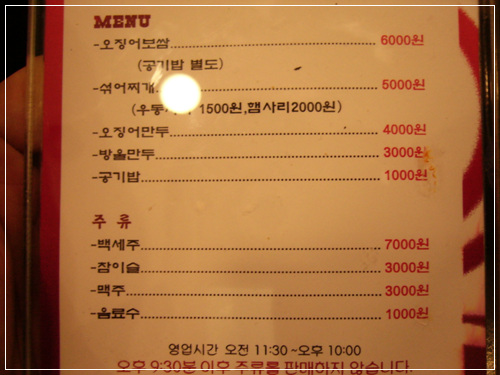 MENU
-오징어보쌈 6000원
(공기밥 별도)
-섞어찌개 5000원
1500원,햄사리2000원)
-오징어만두 4000원
-방울만두 3000원
-공기밥 1000원
주 류
-백세주 7000원
-참이슬 3000원
-맥주 3000원
-음료수 1000원
영업시간 오전 11:30 ~오후 10:00
오후 9:30분 이후 주류를 판매하지 않습니다.